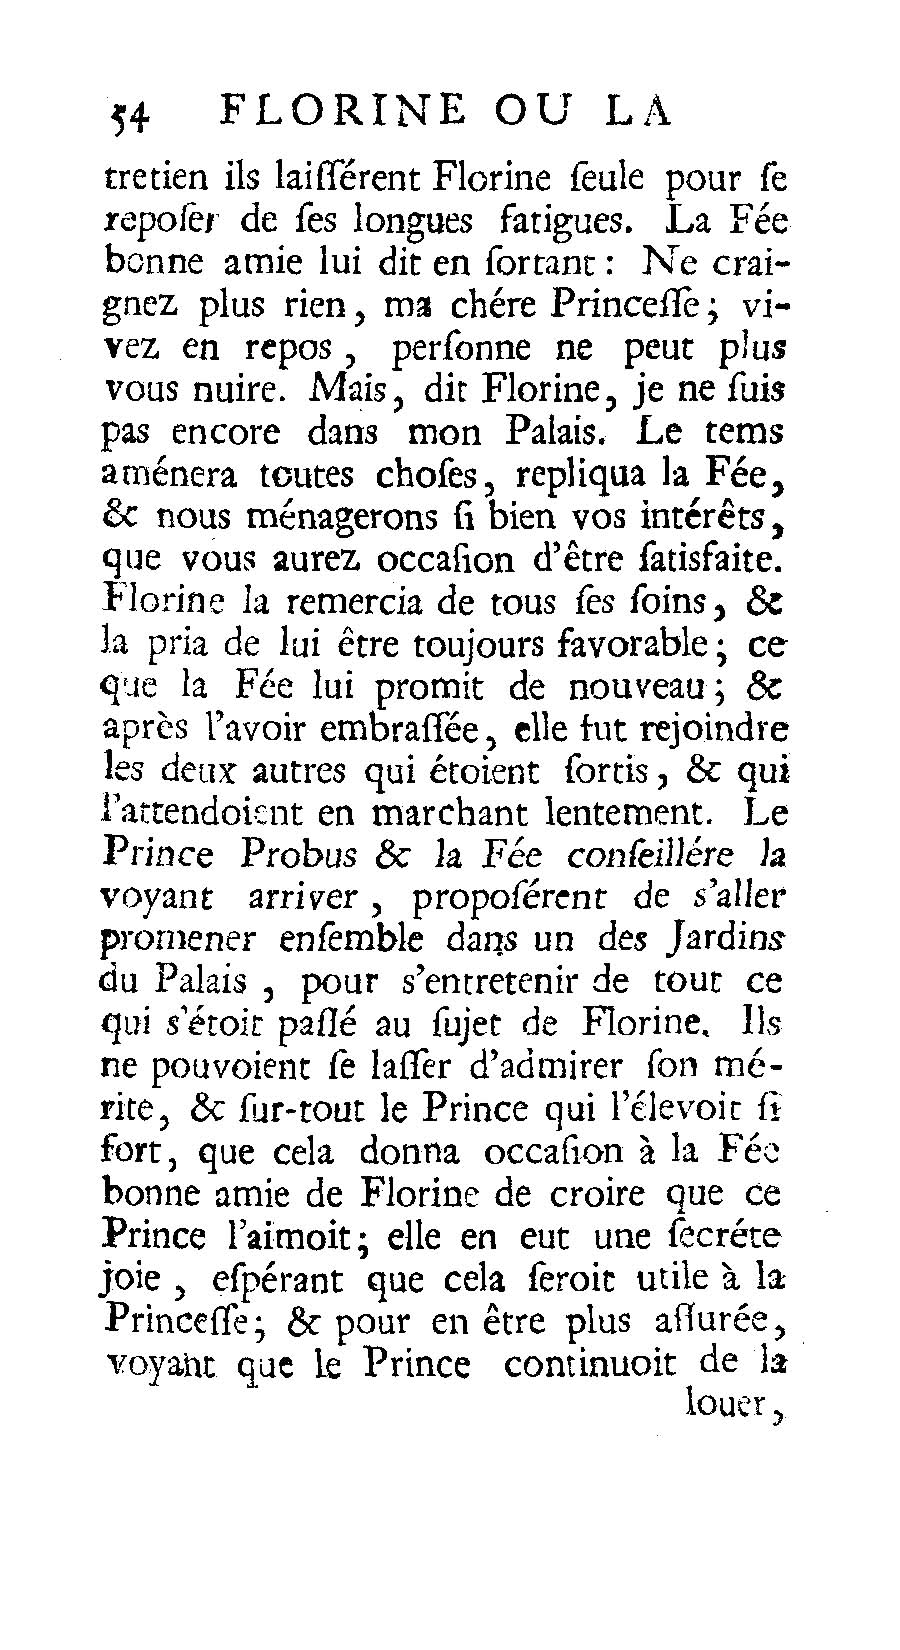 54 FLORINE OU LA
tretien ils laiſſérent Florine ſeule pour ſe
repoſer de ſes longues fatigues. La Fée
bonne amie lui dit en ſortant : Ne crai-
gnez plus rien, ma chére Princeſſe; vi-
vez en repos , perſonne ne peut plus
vous nuire. Mais, dit Florine, je ne ſuis
pas encore dans mon Palais. Le tems
aménera toutes choſes, repliqua la Fée,
& nous ménagerons ſi bien vos intérêts,
que vous aurez occaſion d'être ſatisfaite.
Florine la remercia de tous ſes ſoins, &
la pria de lui être toujours favorable; ce
que la Fée lui promit de nouveau; &
après l'avoir embraſſée, elle fut rejoindre
les deux autres qui étoient ſortis, & qui
l'attendoient en marchant lentement. Le
Prince Probus & la Fée conſeillére la
voyant arriver , propoſérent de s'aller
promener enſemble dans un des Jardins
du Palais , pour s'entretenir de tout ce
qui s'étoit paſſé au ſujet de Florine. Ils
ne pouvoient ſe laſſer d'admirer ſon mé-
rite, & ſur-tout le Prince qui l'élevoit ſi
fort, que cela donna occaſion à la Fée
bonne amie de Florine de croire que ce
Prince l'aimoit; elle en eut une ſecréte
joie , eſpérant que cela ſeroit utile à la
Princeſſe; & pour en être plus aſſurée,
voyant que le Prince continuoit de la
louer,